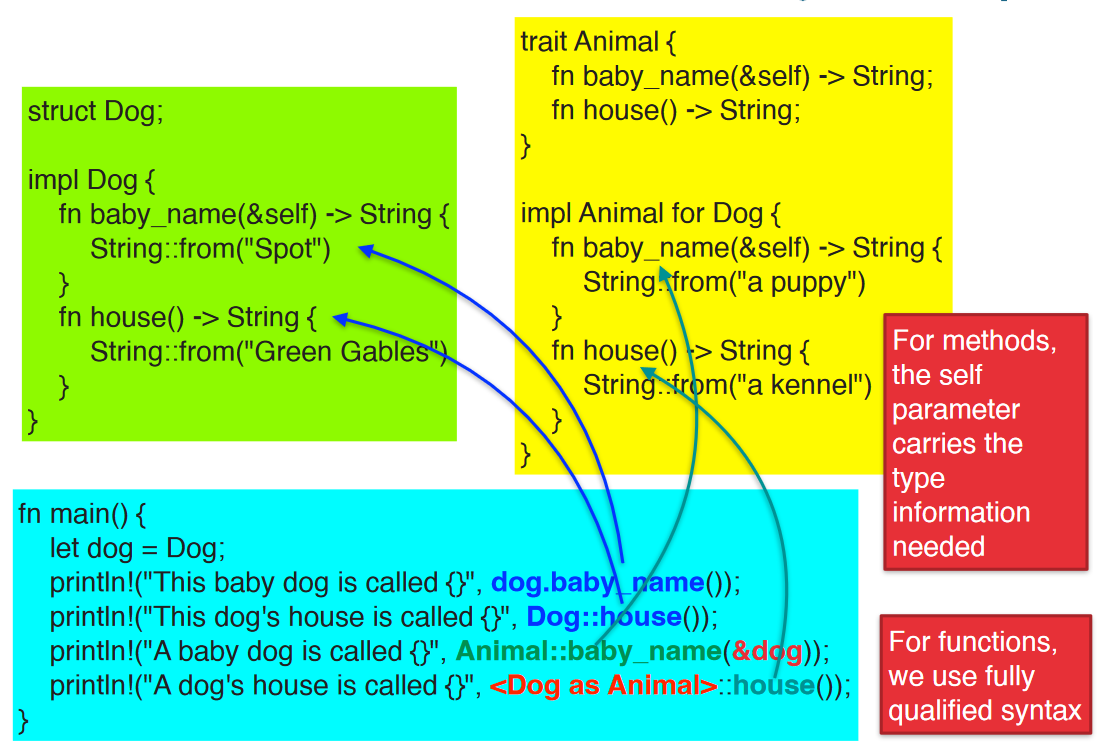 struct Dog;
impl Dog {
fn baby_name(&self) -> String {
String::from("Spot")
}
fn house() -> String {
String::from("Green Gables")
}
}
trait Animal {
fn baby_name(&self) -> String;
fn house() -> String;
}
impl Animal for Dog {
fn baby_name(&self) -> String {
String::from("a puppy")
}
fn house() -> String {
String::from("a kennel")
}
}
For methods,
the self
parameter
carries the
type
information
needed
fn main() {
let dog = Dog;
println!("This baby dog is called {}", dog.baby_name());
println!("This dog's house is called {}", Dog::house());
println!("A baby dog is called {}", Animal::baby_name(&dog));
println!("A dog's house is called {}", <Dog as Animal>::house());
}
For functions,
we use fully
qualified syntax